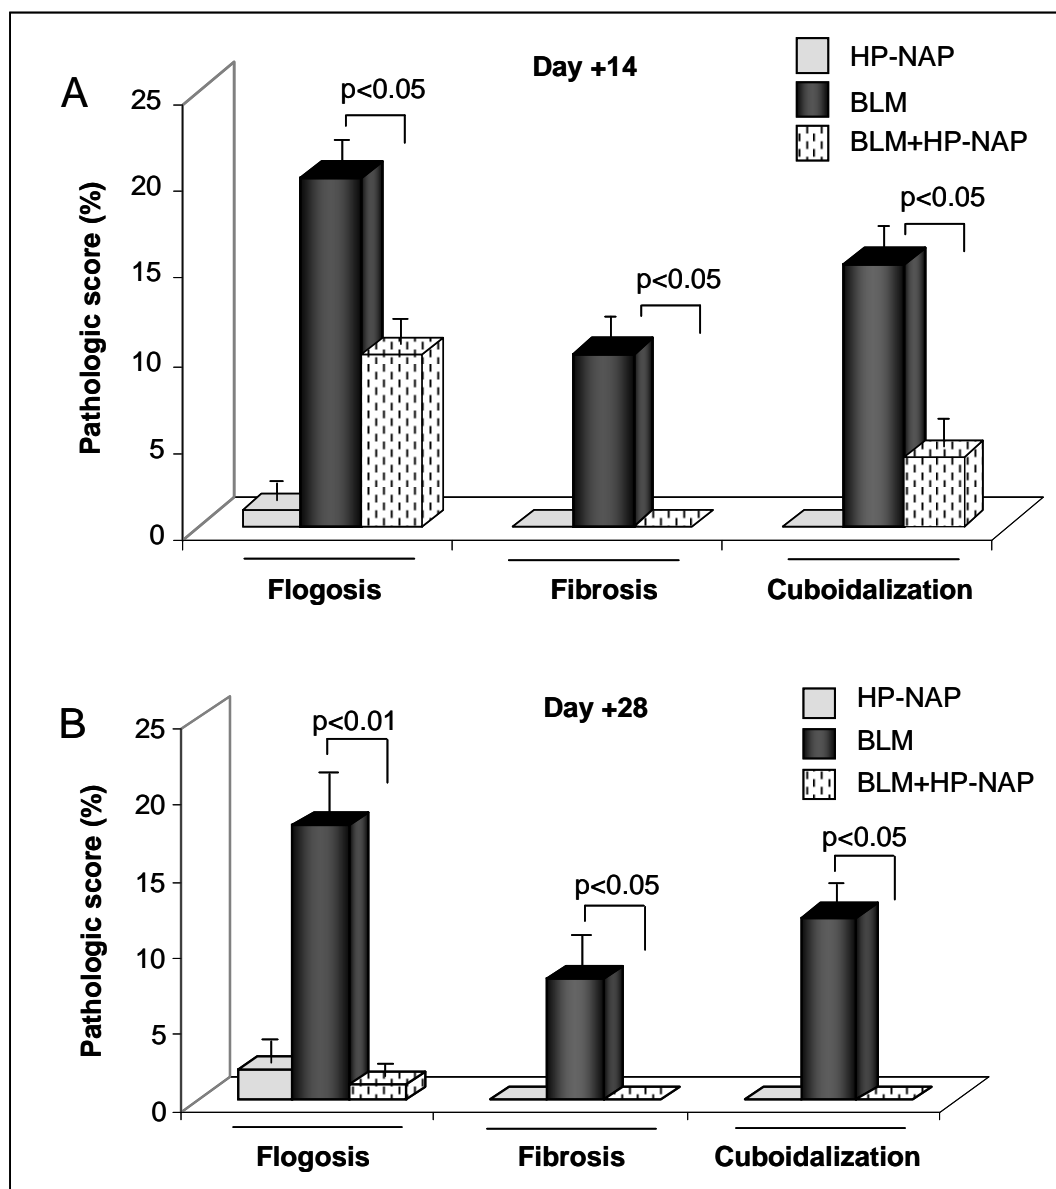 A
Day +14
HP-NAP
BLM
BLM+HP-NAP
Pathologic score (%)
25
20
15
10
5
0
p<0.05
p<0.05
p<0.05
Flogosis
Fibrosis
Cuboidalization
B
Day +28
HP-NAP
BLM
BLM+HP-NAP
Pathologic score (%)
25
20
15
10
5
0
p<0.01
p<0.05
p<0.05
Flogosis
Fibrosis
Cuboidalization